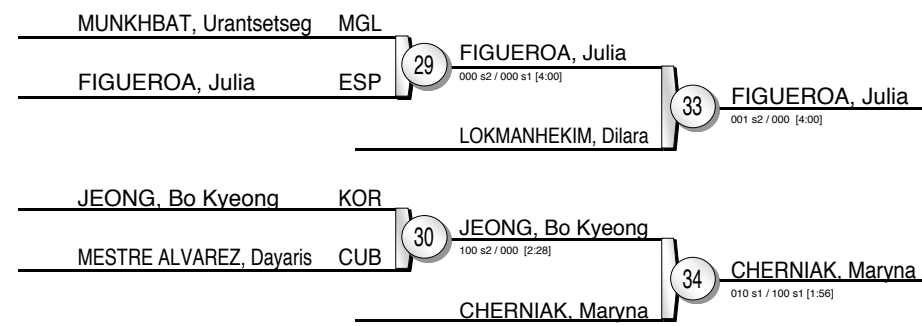 MUNKHBAT, Urantsetseg MGL
FIGUEROA, Julia ESP
29
FIGUEROA, Julia
000 s2 / 000 s1 [4:00]
LOKMANHEKIM, Dilara
33
FIGUEROA, Julia
001 s2 / 000 [4:00]
JEONG, Bo Kyeong KOR
MESTRE ALVAREZ, Dayaris CUB
30
JEONG, Bo Kyeong
100 s2 / 000 [2:28]
CHERNIAK, Maryna
34
CHERNIAK, Maryna
010 s1 / 100 s1 [1:56]